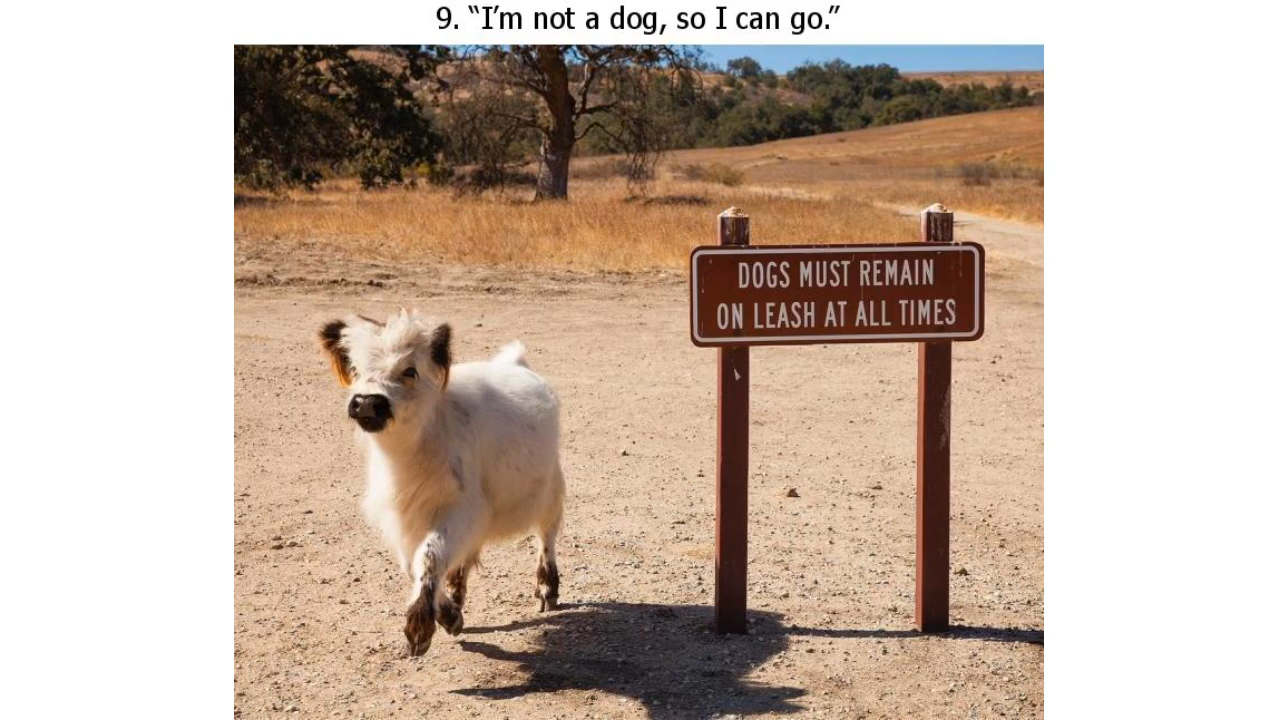 9. “I’m not a dog, so I can go.”
DOGS MUST REMAIN
ON LEASH AT ALL TIMES